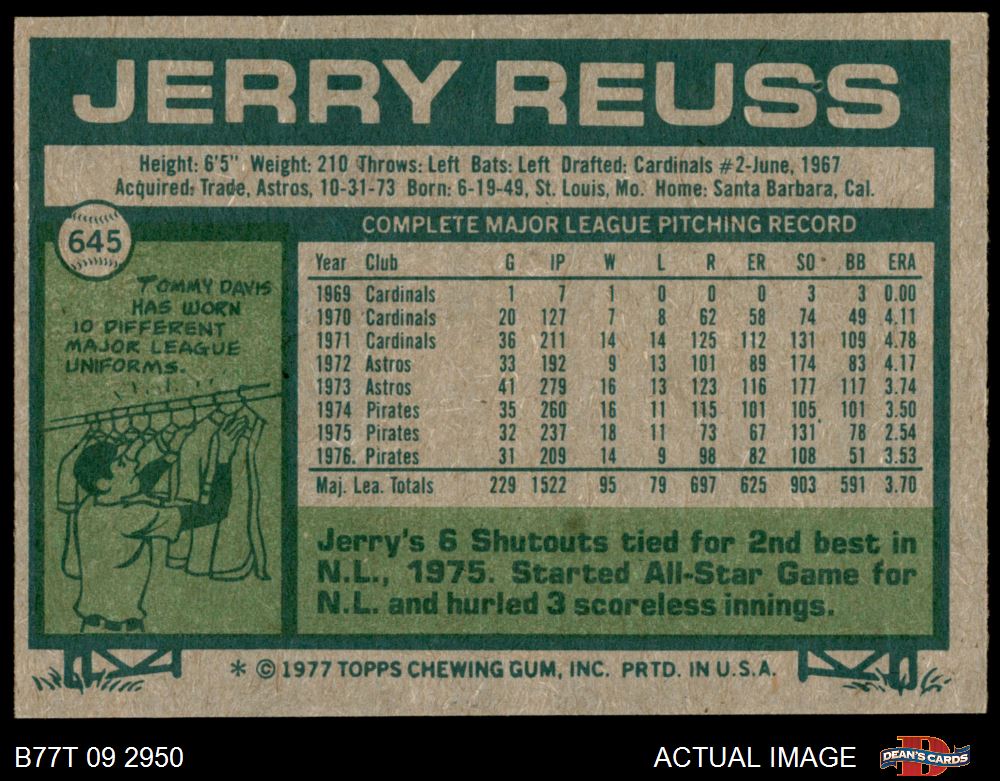 JERRY REUSS
Height: 6'5" Weight: 210 Throws: Left Bats: Left Drafted: Cardinals #2-June, 1967
Acquired: Trade, Astros, 10-31-73 Born: 6-19-49, St. Louis, Mo. Home: Santa Barbara, Cal.
645
TOMMY DAVIS
HAS WORN
10 DIFFERENT
MAJOR LEAGUE
UNIFORMS.
COMPLETE MAJOR LEAGUE PITCHING RECORD
Year Club G IP W L R ER SO BB ERA
1969 Cardinals 1 7 1 0 0 0 3 3 0.00
1970 Cardinals 20 127 7 8 62 58 74 49 4.11
1971 Cardinals 36 211 14 14 125 112 131 109 4.78
1972 Astros 33 192 9 13 101 89 174 83 4.17
1973 Astros 41 279 16 13 123 116 177 117 3.74
1974 Pirates 35 260 16 11 115 101 105 101 3.50
1975 Pirates 32 237 18 11 73 67 131 78 2.54
1976. Pirates 31 209 14 9 98 82 108 51 3.53
Maj. Lea. Totals 229 1522 95 79 697 625 903 591 3.70
Jerry's 6 Shutouts tied for 2nd best in
N.L., 1975. Started All-Star Game for
N.L. and hurled 3 scoreless innings.
* © 1977 TOPPS CHEWING GUM, INC. PRTD. IN U.S.A.
B77T 09 2950
ACTUAL IMAGE
DEAN'S CARDS